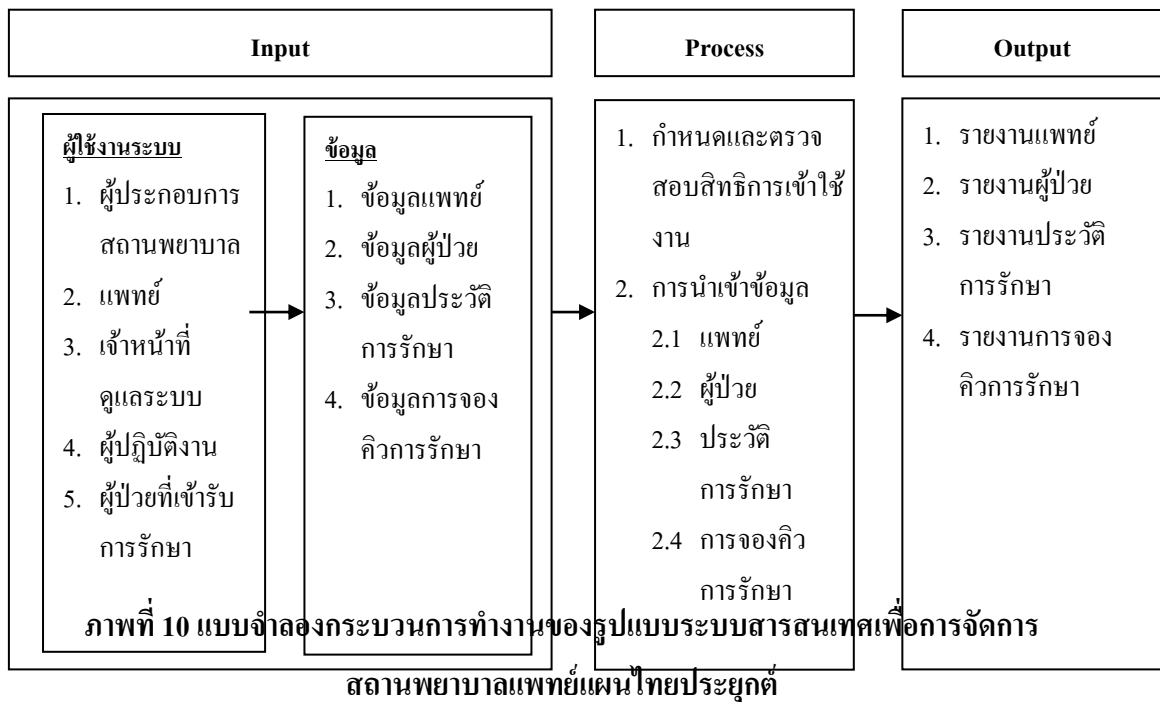 Input
Process
Output
ผู้ใช้งานระบบ
1. ผู้ประกอบการ
สถานพยาบาล
2. แพทย์
3. เจ้าหน้าที่
ดูแลระบบ
4. ผู้ปฏิบัติงาน
5. ผู้ป่วยที่เข้ารับ
การรักษา
ข้อมูล
1. ข้อมูลแพทย์
2. ข้อมูลผู้ป่วย
3. ข้อมูลประวัติ
การรักษา
4. ข้อมูลการจอง
คิวการรักษา
1. กำหนดและตรวจ
สอบสิทธิการเข้าใช้
งาน
2. การนำเข้าข้อมูล
2.1 แพทย์
2.2 ผู้ป่วย
2.3 ประวัติ
การรักษา
2.4 การจองคิว
การรักษา
1. รายงานแพทย์
2. รายงานผู้ป่วย
3. รายงานประวัติ
การรักษา
4. รายงานการจอง
คิวการรักษา
ภาพที่ 10 แบบจำลองกระบวนการทำงานของรูปแบบระบบสารสนเทศเพื่อการจัดการ
สถานพยาบาลแพทย์แผนไทยประยุกต์